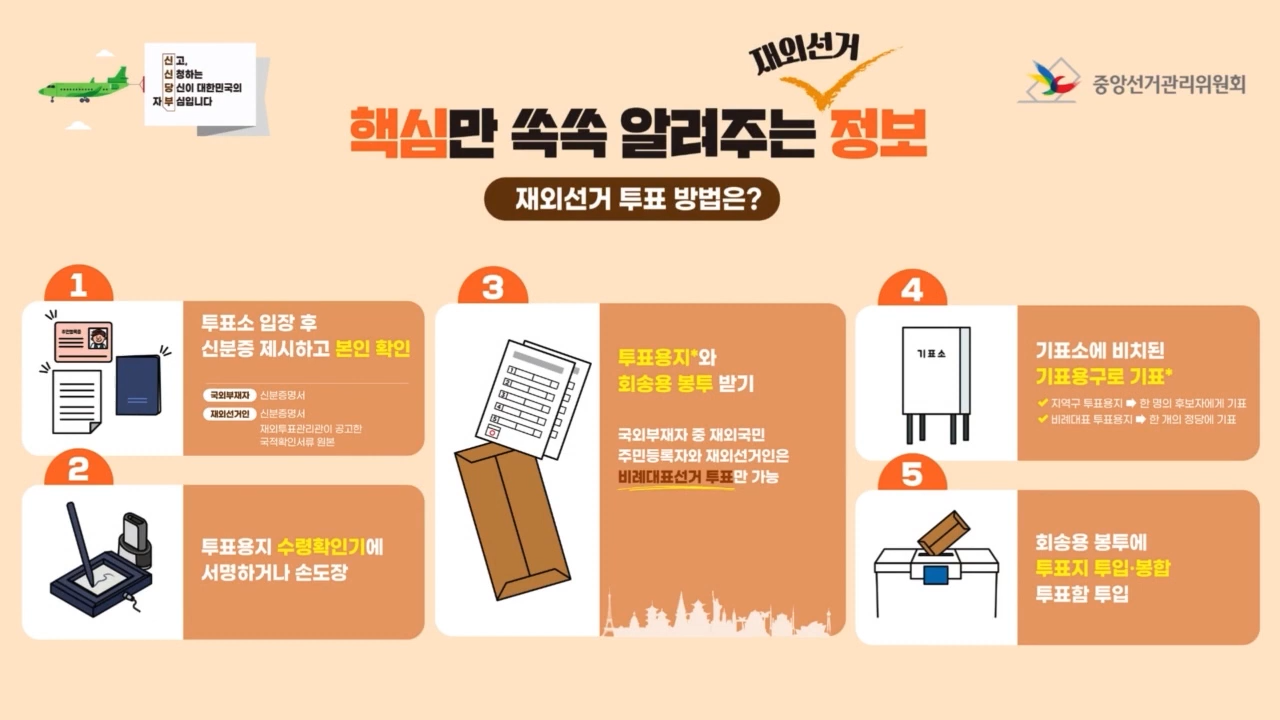 신고,
신청하는
당신이 대한민국의
자부심입니다
재외선거
핵심만 쏙쏙 알려주는 정보
중앙선거관리위원회
재외선거 투표 방법은?
1
투표소 입장 후
신분증 제시하고 본인 확인
국외부재자 신분증명서
재외선거인 신분증명서
재외투표관리관이 공고한
국적확인서류 원본
2
투표용지 수령확인기에
서명하거나 손도장
3
투표용지*와
회송용 봉투 받기
국외부재자 중 재외국민
주민등록자와 재외선거인은
비례대표선거 투표만 가능
4
기표소
기표소에 비치된
기표용구로 기표*
지역구 투표용지 ➡ 한 명의 후보자에게 기표
비례대표 투표용지 ➡ 한 개의 정당에 기표
5
회송용 봉투에
투표지 투입·봉함
투표함 투입